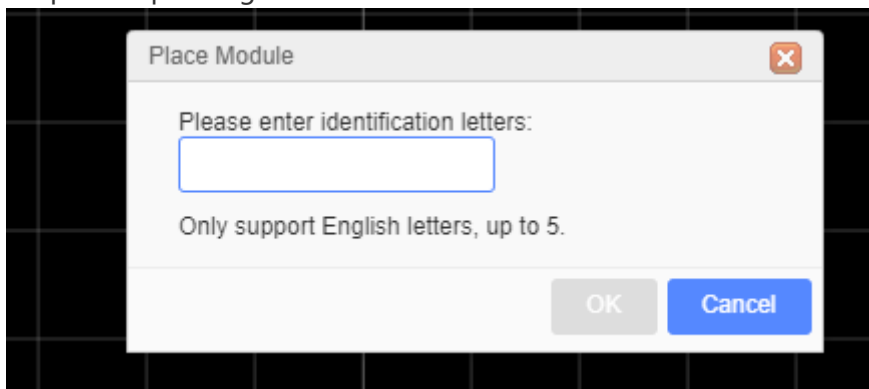 Place Module
Please enter identification letters:
Only support English letters, up to 5.
OK Cancel